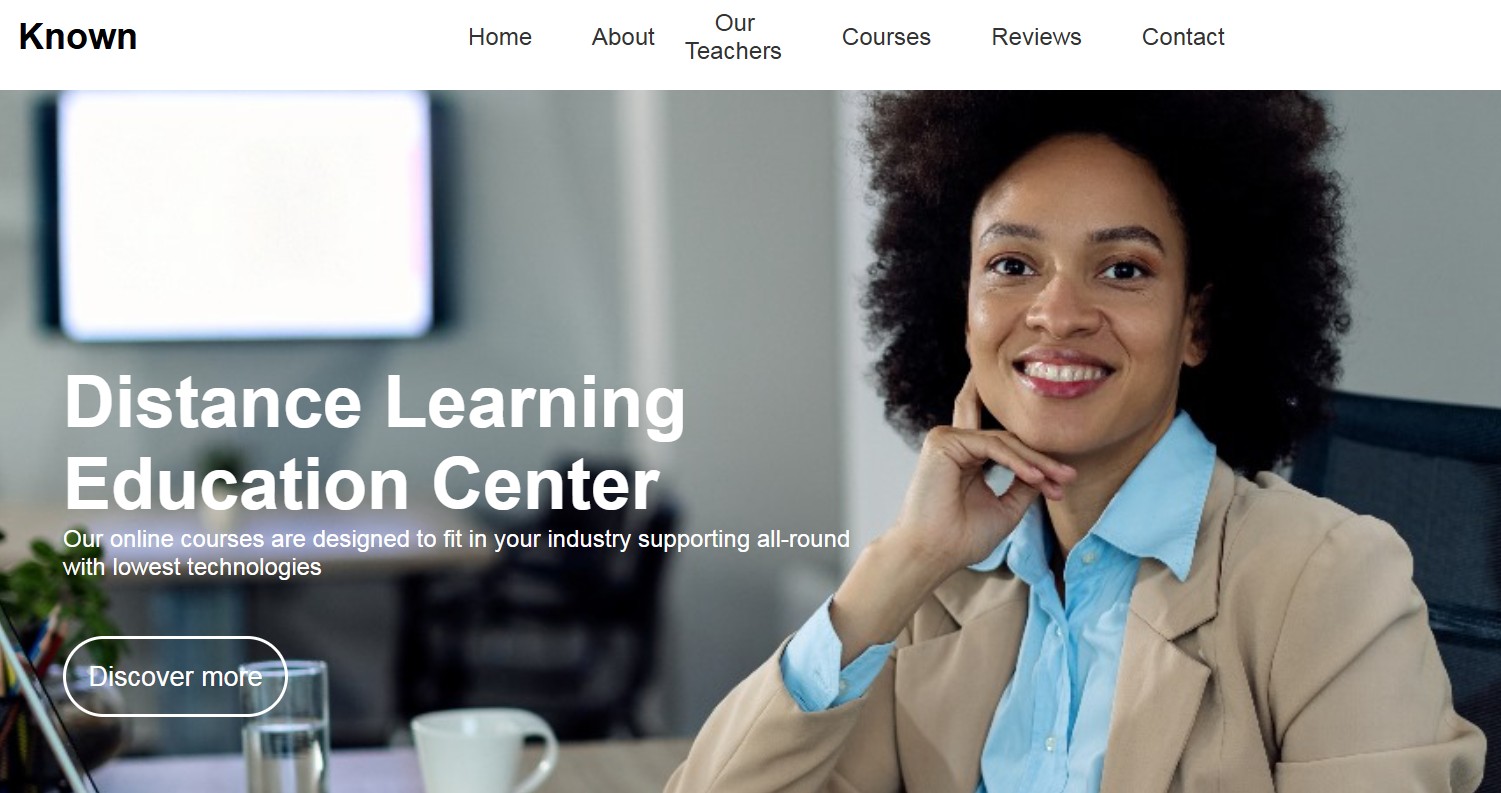 Known
Home
About
Our
Teachers
Courses
Reviews
Contact
Distance Learning
Education Center
Our online courses are designed to fit in your industry supporting all-round
with lowest technologies
Discover more